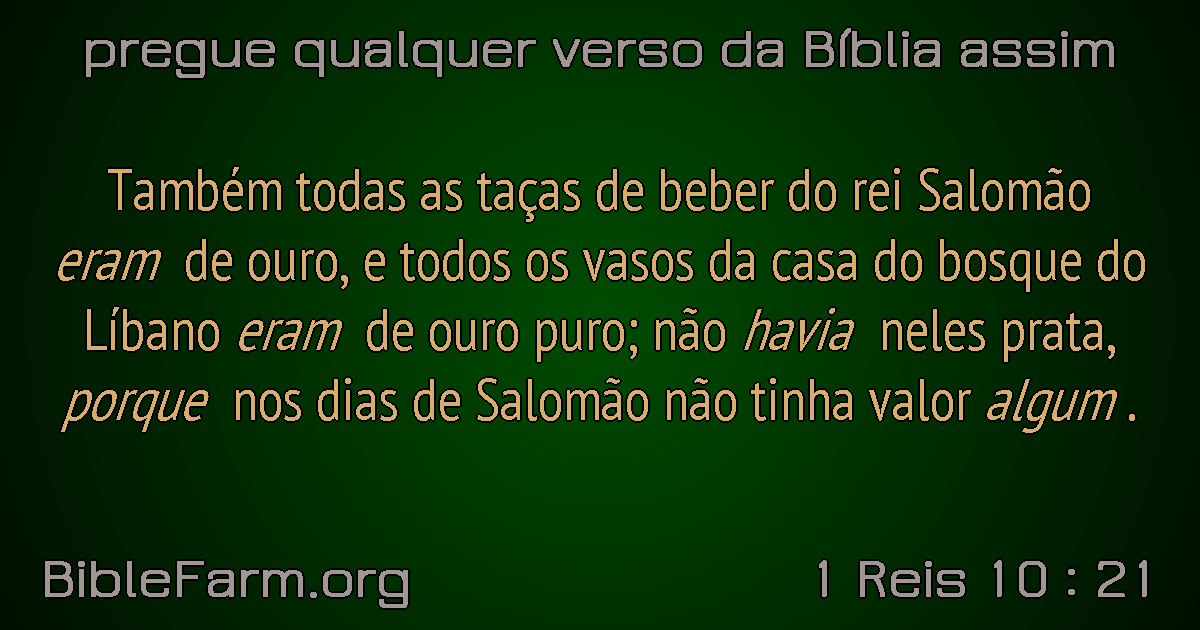 pregue qualquer verso da Bíblia assim
Também todas as taças de beber do rei Salomão
eram de ouro, e todos os vasos da casa do bosque do
Líbano eram de ouro puro; não havia neles prata,
porque nos dias de Salomão não tinha valor algum .
BibleFarm.org
1 Reis 10 : 21